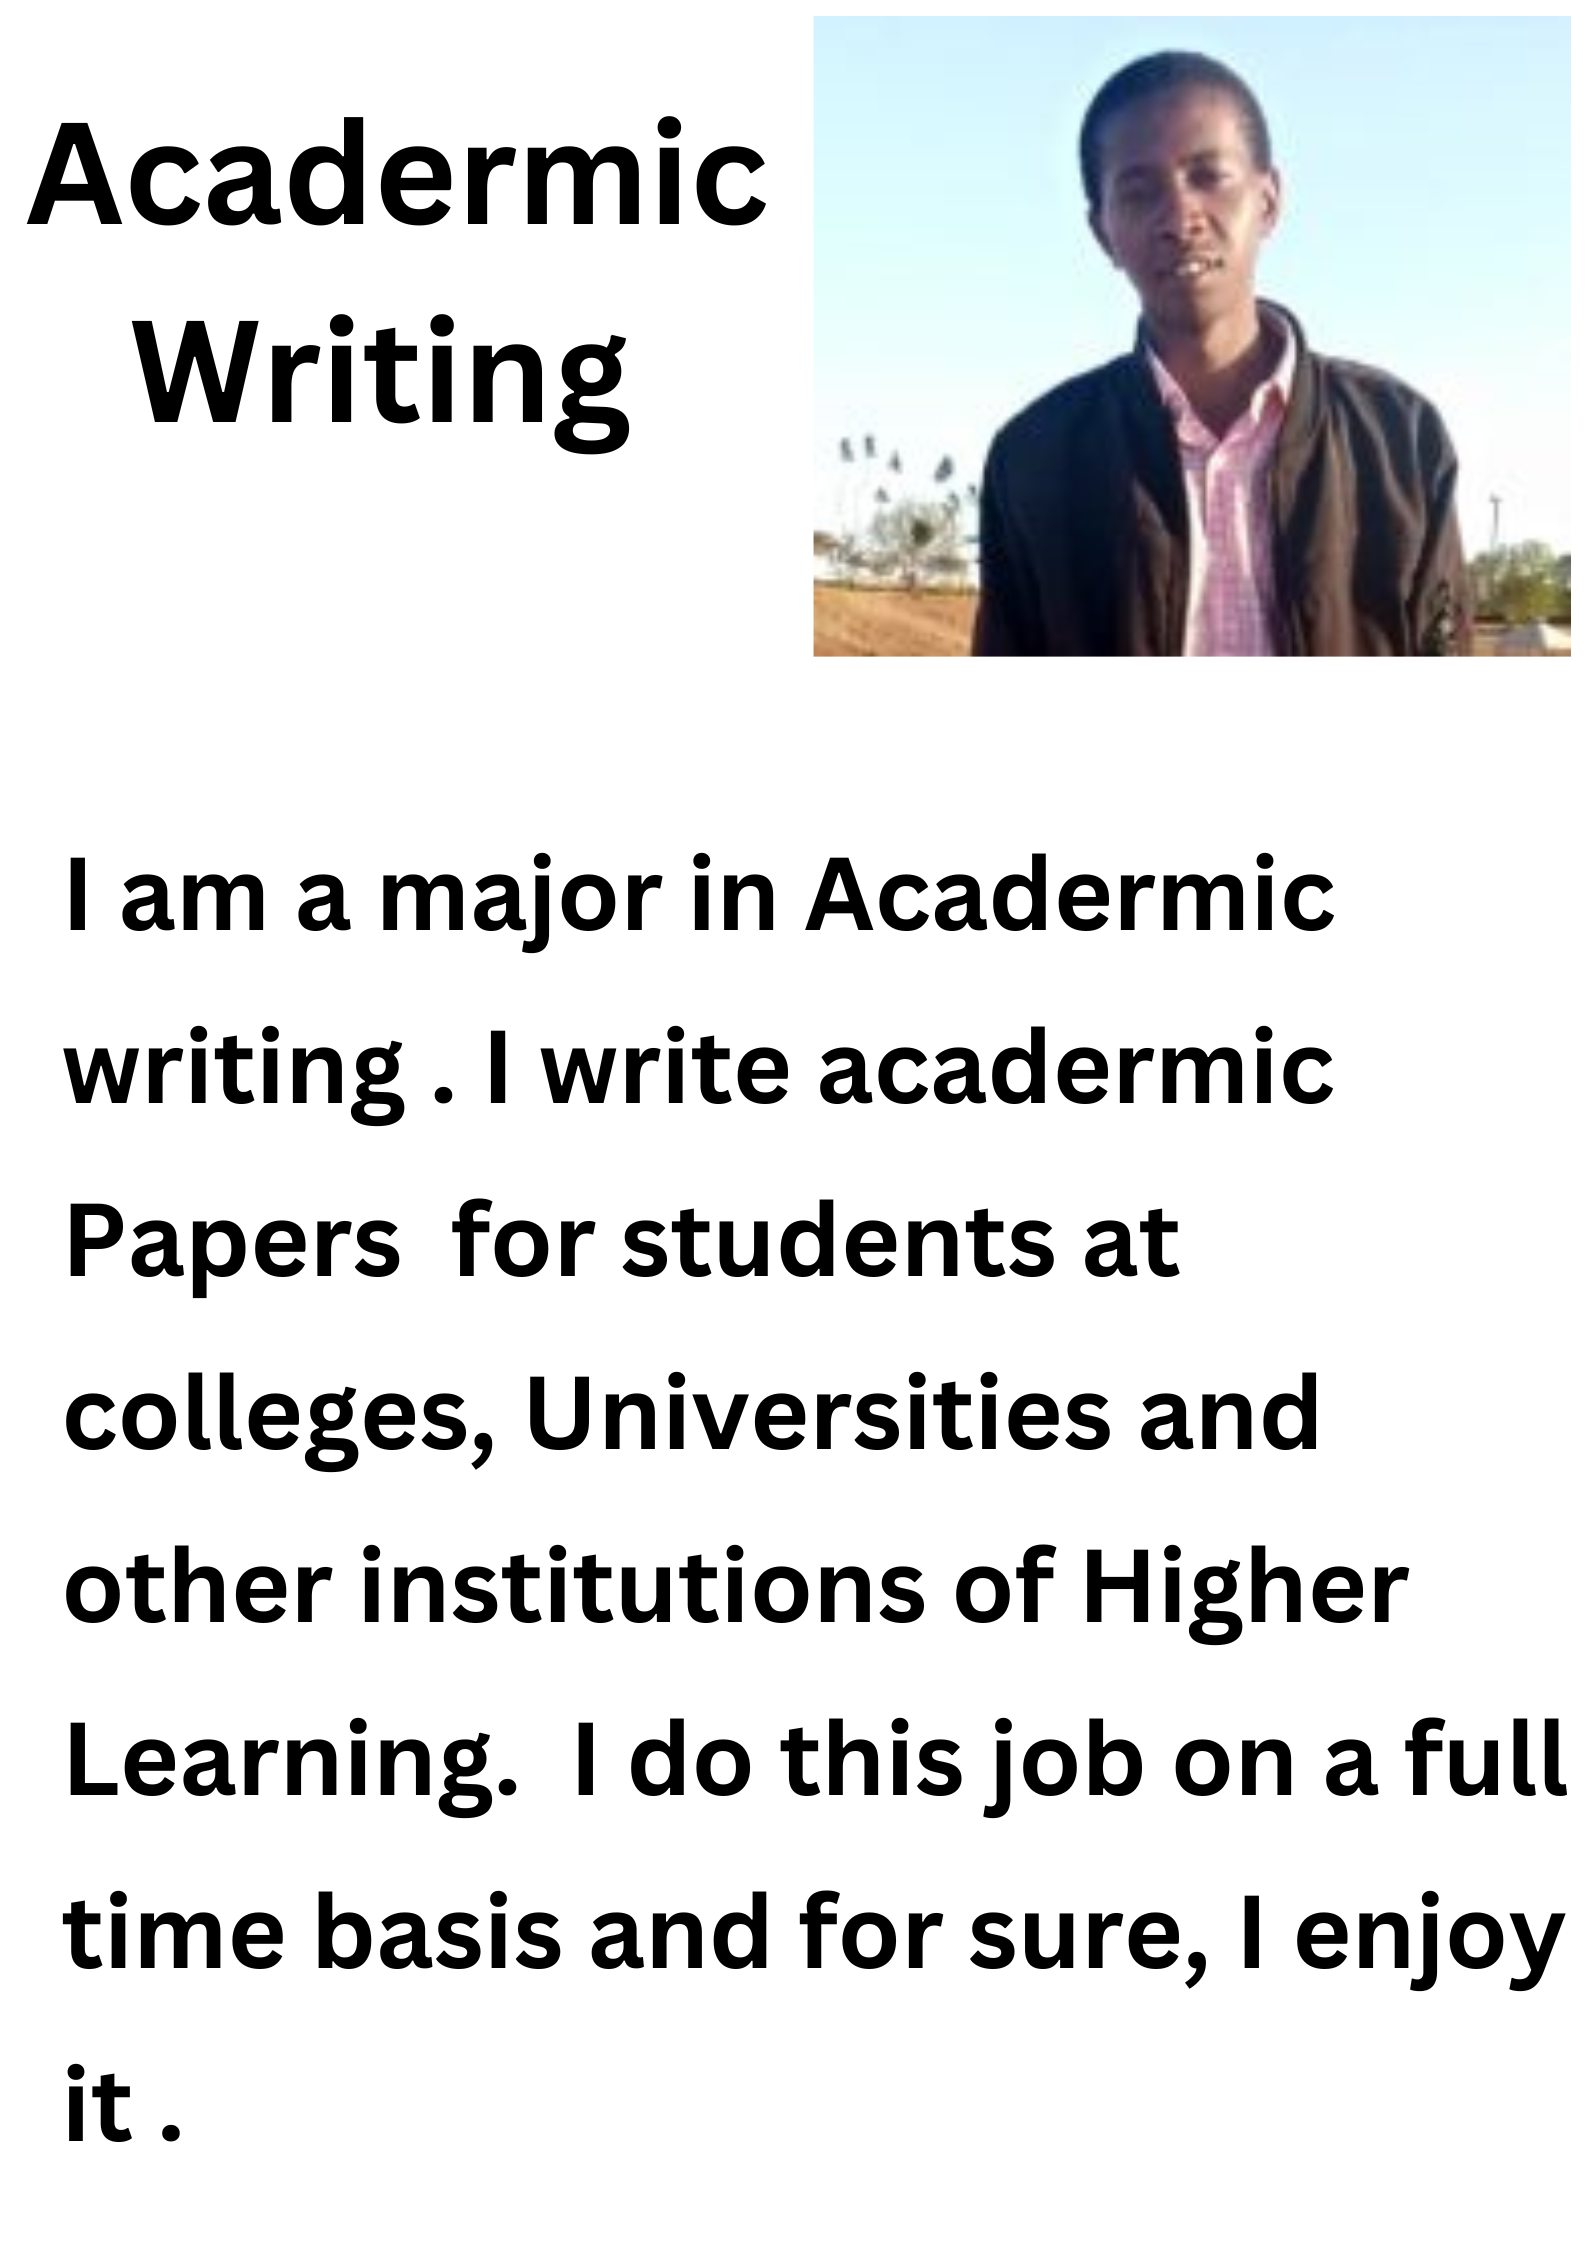 Acadermic
Writing
I am a major in Acadermic
writing . I write acadermic
Papers  for students at
colleges, Universities and
other institutions of Higher
Learning.  I do this job on a full
time basis and for sure, I enjoy
it .